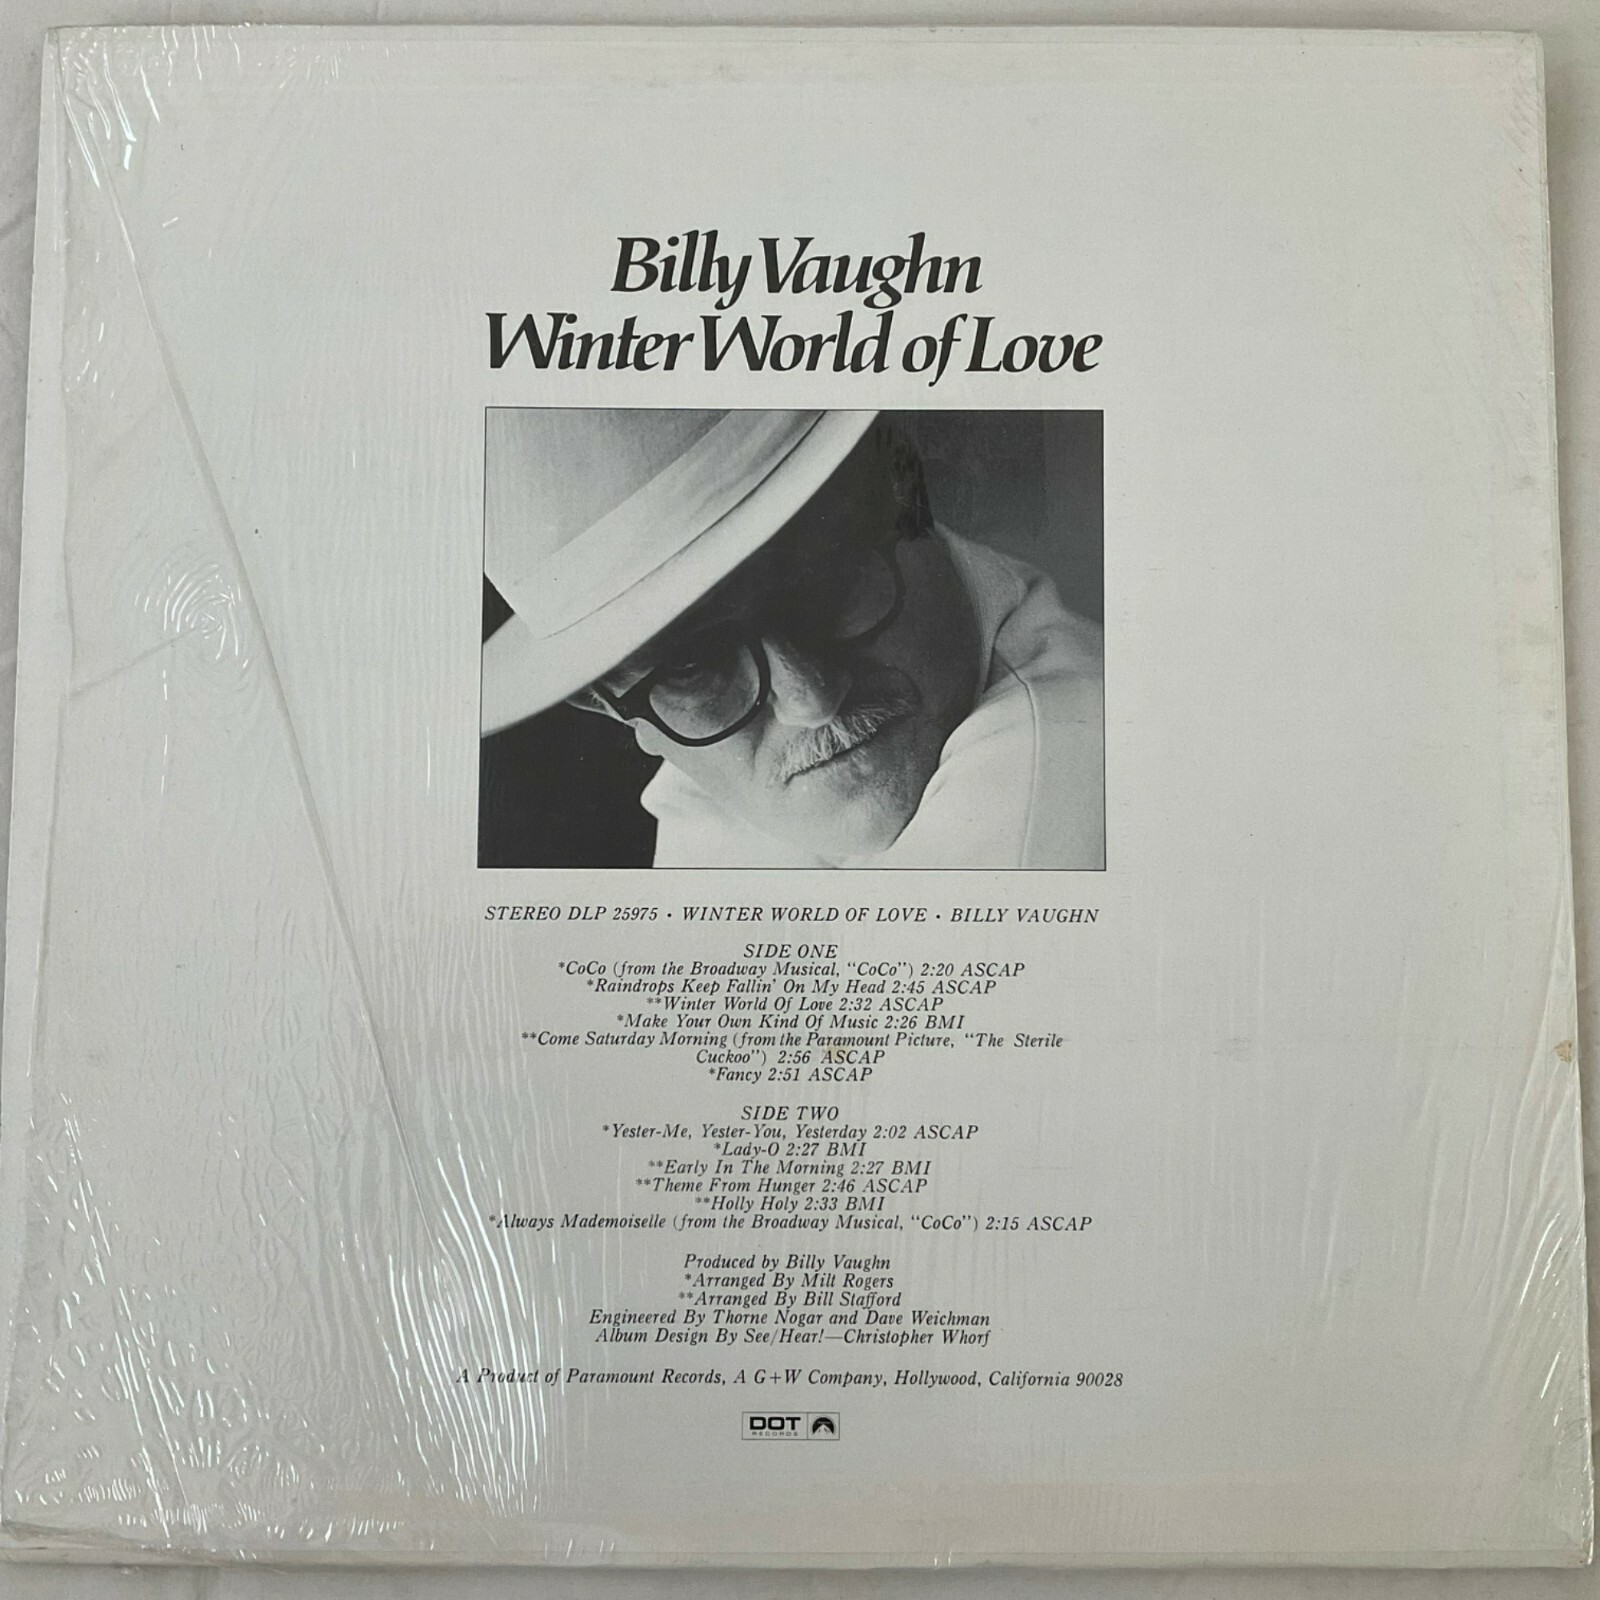 Billy Vaughn
Winter World of Love
STEREO DLP 25975 • WINTER WORLD OF LOVE • BILLY VAUGHN
SIDE ONE
*CoCo (from the Broadway Musical, "CoCo") 2:20 ASCAP
*Raindrops Keep Fallin' On My Head 2:45 ASCAP
**Winter World Of Love 2:32 ASCAP
*Make Your Own Kind Of Music 2:26 BMI
**Come Saturday Morning (from the Paramount Picture, "The Sterile
Cuckoo") 2:56 ASCAP
*Fancy 2:51 ASCAP
SIDE TWO
*Yester-Me, Yester-You, Yesterday 2:02 ASCAP
*Lady-O 2:27 BMI
**Early In The Morning 2:27 BMI
**Theme From Hunger 2:46 ASCAP
**Holly Holy 2:33 BMI
*Always Mademoiselle (from the Broadway Musical, "CoCo") 2:15 ASCAP
Produced by Billy Vaughn
*Arranged By Milt Rogers
**Arranged By Bill Stafford
Engineered By Thorne Nogar and Dave Weichman
Album Design By See/Hear!—Christopher Whorf
A Product of Paramount Records, A G+W Company, Hollywood, California 90028
DOT
RECORDS